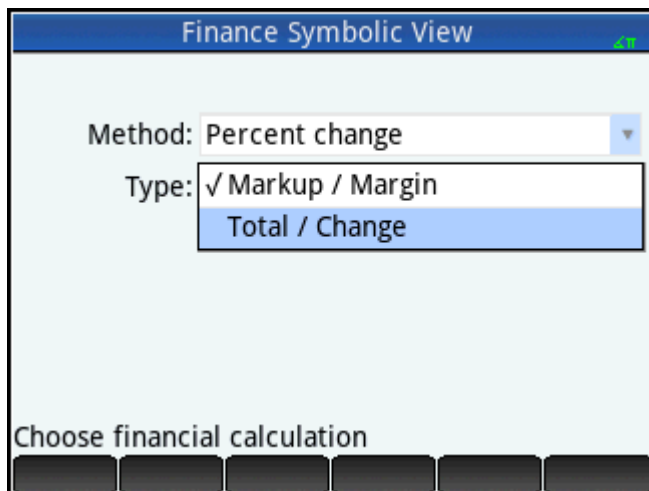 Finance Symbolic View
∡π
Method: Percent change
Type: √ Markup / Margin
Total / Change
Choose financial calculation